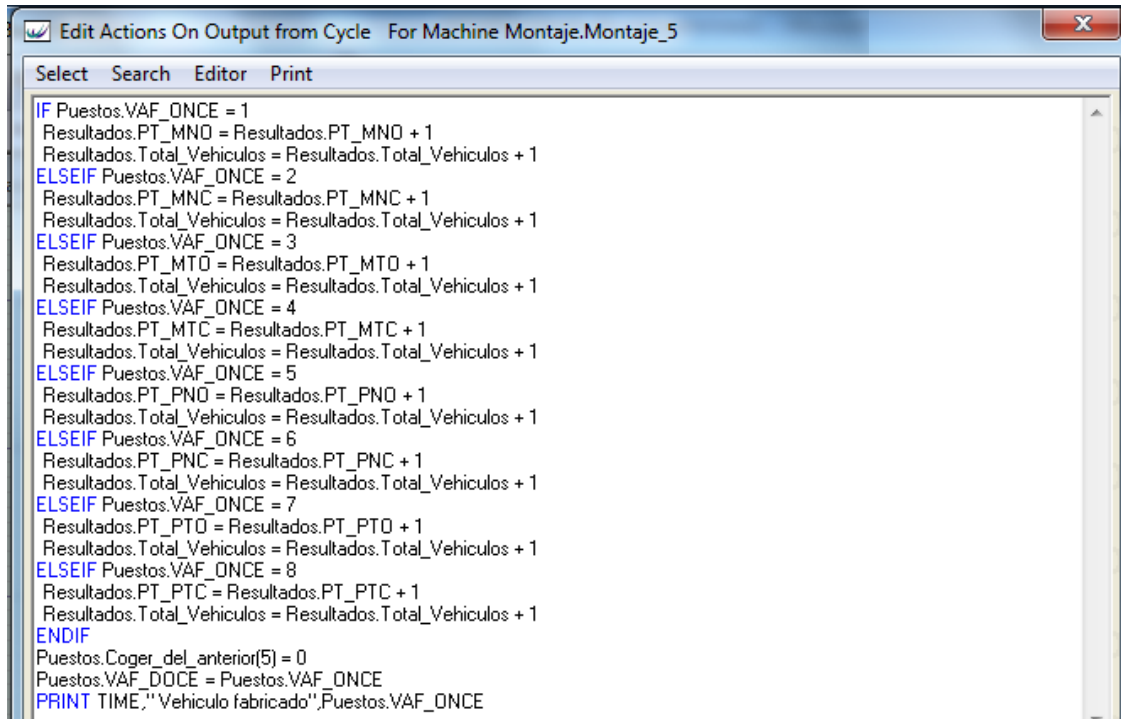 Edit Actions On Output from Cycle For Machine Montaje.Montaje_5
X
Select Search Editor Print
IF Puestos.VAF_ONCE = 1
Resultados.PT_MNO = Resultados.PT_MNO + 1
Resultados.Total_Vehiculos = Resultados.Total_Vehiculos + 1
ELSEIF Puestos.VAF_ONCE = 2
Resultados.PT_MNC = Resultados.PT_MNC + 1
Resultados.Total_Vehiculos = Resultados.Total_Vehiculos + 1
ELSEIF Puestos.VAF_ONCE = 3
Resultados.PT_MTO = Resultados.PT_MTO + 1
Resultados.Total_Vehiculos = Resultados.Total_Vehiculos + 1
ELSEIF Puestos.VAF_ONCE = 4
Resultados.PT_MTC = Resultados.PT_MTC + 1
Resultados.Total_Vehiculos = Resultados.Total_Vehiculos + 1
ELSEIF Puestos.VAF_ONCE = 5
Resultados.PT_PNO = Resultados.PT_PNO + 1
Resultados.Total_Vehiculos = Resultados.Total_Vehiculos + 1
ELSEIF Puestos.VAF_ONCE = 6
Resultados.PT_PNC = Resultados.PT_PNC + 1
Resultados.Total_Vehiculos = Resultados.Total_Vehiculos + 1
ELSEIF Puestos.VAF_ONCE = 7
Resultados.PT_PTO = Resultados.PT_PTO + 1
Resultados.Total_Vehiculos = Resultados.Total_Vehiculos + 1
ELSEIF Puestos.VAF_ONCE = 8
Resultados.PT_PTC = Resultados.PT_PTC + 1
Resultados.Total_Vehiculos = Resultados.Total_Vehiculos + 1
ENDIF
Puestos.Coger_del_anterior(5) = 0
Puestos.VAF_DOCE = Puestos.VAF_ONCE
PRINT TIME," Vehiculo fabricado",Puestos.VAF_ONCE